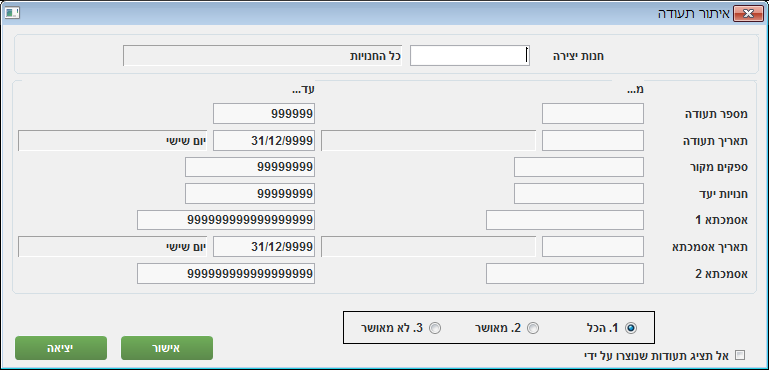 איתור תעודה
חנות יצירה כל החנויות
מ... עד...
מספר תעודה 999999
תאריך תעודה 31/12/9999 יום שישי
ספקים מקור 99999999
חנויות יעד 99999999
אסמכתא 1 9999999999999999
תאריך אסמכתא 31/12/9999 יום שישי
אסמכתא 2 9999999999999999
1. הכל 2. מאושר 3. לא מאושר
אישור יציאה
אל תציג תעודות שנוצרו על ידי